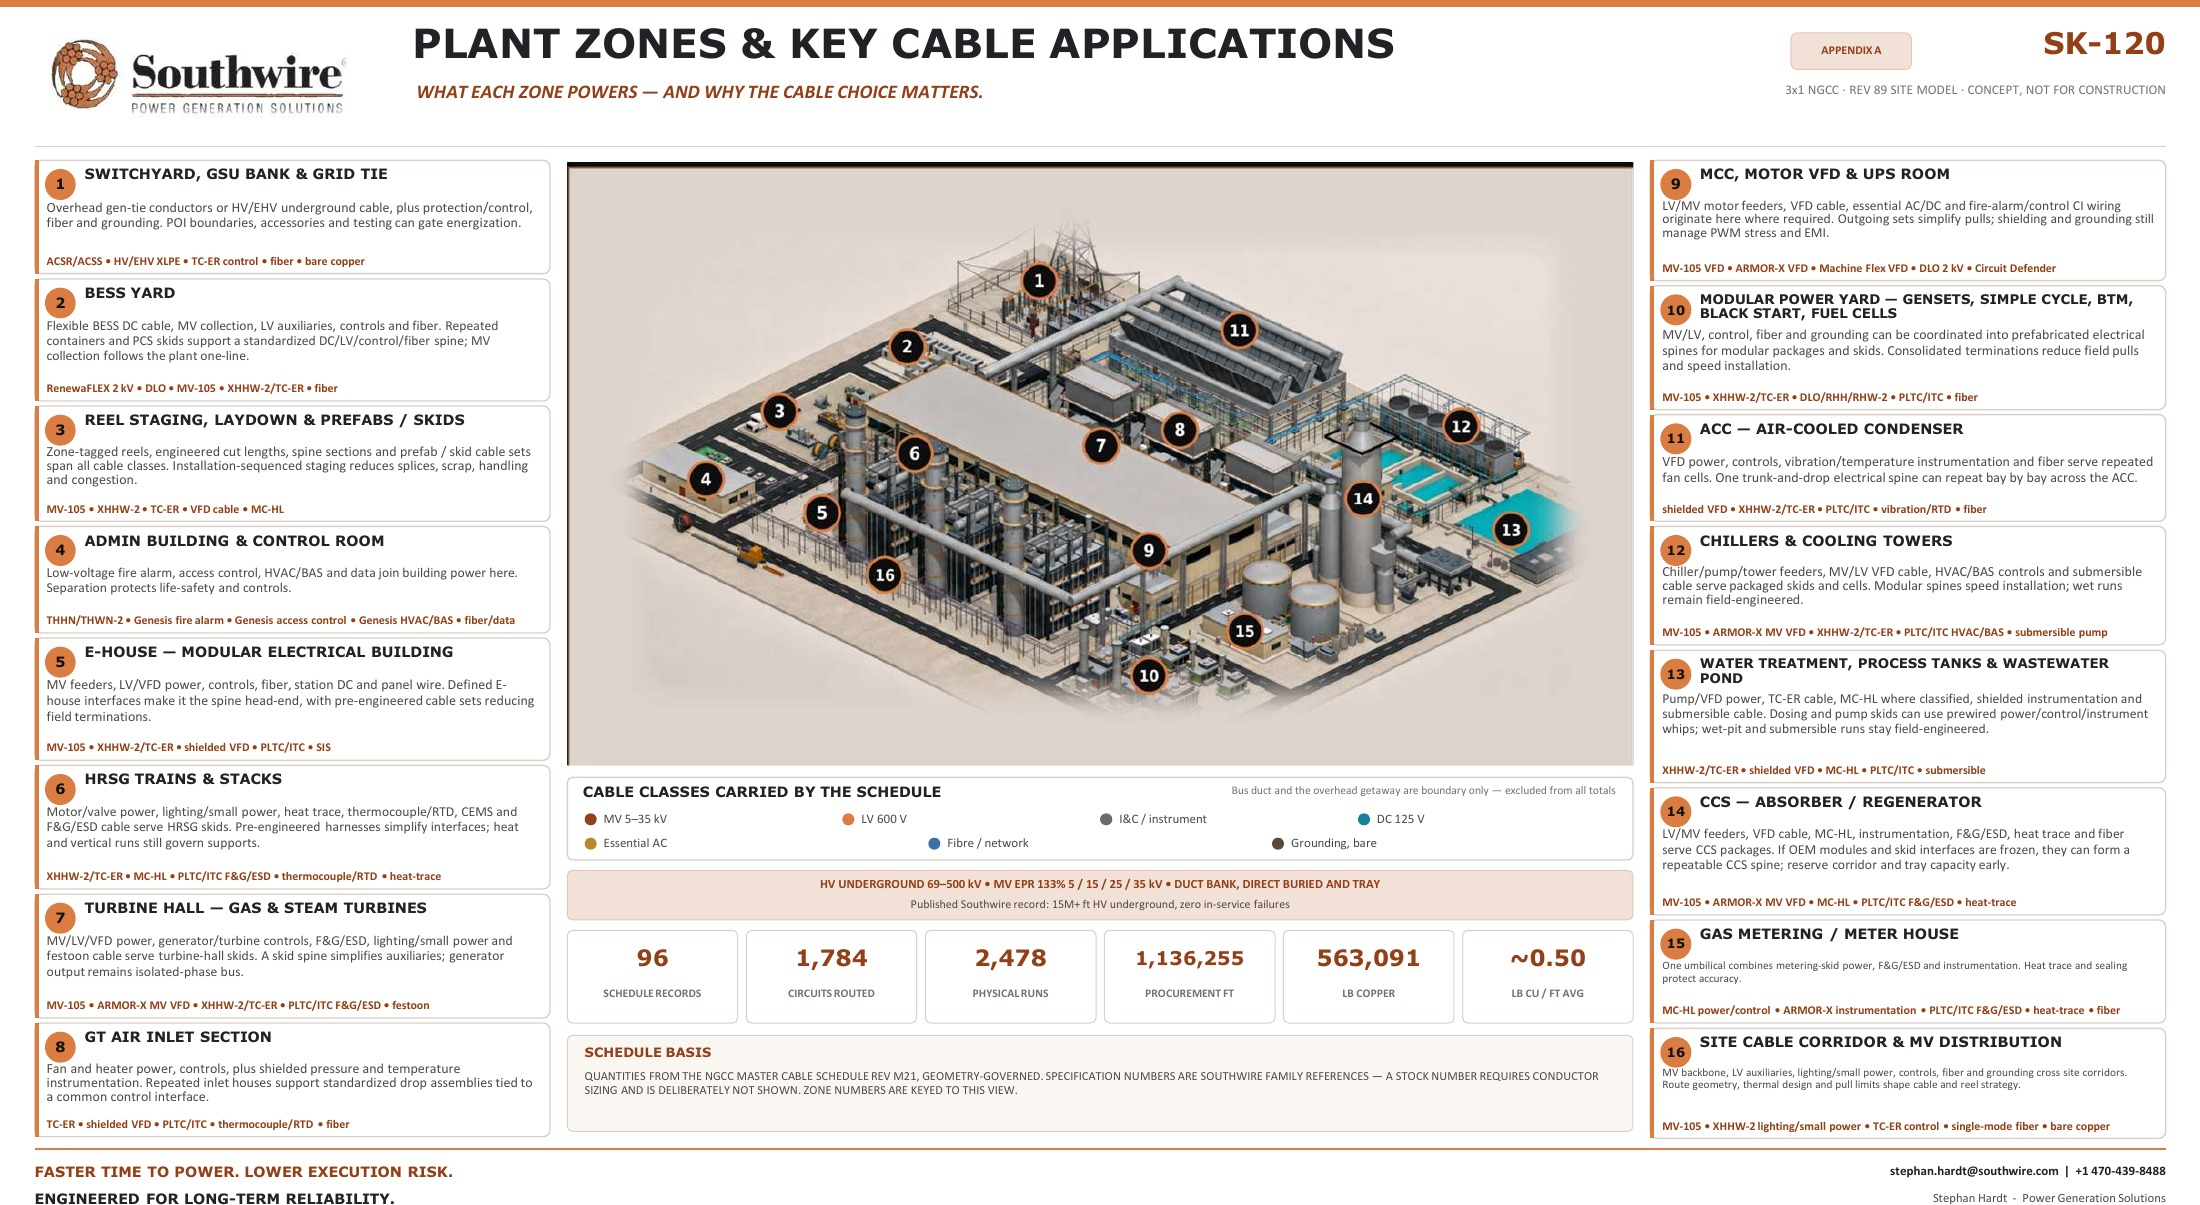 Southwire
POWER GENERATION SOLUTIONS
PLANT ZONES & KEY CABLE APPLICATIONS
WHAT EACH ZONE POWERS — AND WHY THE CABLE CHOICE MATTERS.
APPENDIX A
SK-120
3x1 NGCC · REV 89 SITE MODEL · CONCEPT, NOT FOR CONSTRUCTION
1
SWITCHYARD, GSU BANK & GRID TIE
Overhead gen-tie conductors or HV/EHV underground cable, plus protection/control,
fiber and grounding. POI boundaries, accessories and testing can gate energization.
ACSR/ACSS • HV/EHV XLPE • TC-ER control • fiber • bare copper
2
BESS YARD
Flexible BESS DC cable, MV collection, LV auxiliaries, controls and fiber. Repeated
containers and PCS skids support a standardized DC/LV/control/fiber spine; MV
collection follows the plant one-line.
RenewaFLEX 2 kV • DLO • MV-105 • XHHW-2/TC-ER • fiber
3
REEL STAGING, LAYDOWN & PREFABS / SKIDS
Zone-tagged reels, engineered cut lengths, spine sections and prefab / skid cable sets
span all cable classes. Installation-sequenced staging reduces splices, scrap, handling
and congestion.
MV-105 • XHHW-2 • TC-ER • VFD cable • MC-HL
4
ADMIN BUILDING & CONTROL ROOM
Low-voltage fire alarm, access control, HVAC/BAS and data join building power here.
Separation protects life-safety and controls.
THHN/THWN-2 • Genesis fire alarm • Genesis access control • Genesis HVAC/BAS • fiber/data
5
E-HOUSE — MODULAR ELECTRICAL BUILDING
MV feeders, LV/VFD power, controls, fiber, station DC and panel wire. Defined E-
house interfaces make it the spine head-end, with pre-engineered cable sets reducing
field terminations.
MV-105 • XHHW-2/TC-ER • shielded VFD • PLTC/ITC • SIS
6
HRSG TRAINS & STACKS
Motor/valve power, lighting/small power, heat trace, thermocouple/RTD, CEMS and
F&G/ESD cable serve HRSG skids. Pre-engineered harnesses simplify interfaces; heat
and vertical runs still govern supports.
XHHW-2/TC-ER • MC-HL • PLTC/ITC F&G/ESD • thermocouple/RTD • heat-trace
7
TURBINE HALL — GAS & STEAM TURBINES
MV/LV/VFD power, generator/turbine controls, F&G/ESD, lighting/small power and
festoon cable serve turbine-hall skids. A skid spine simplifies auxiliaries; generator
output remains isolated-phase bus.
MV-105 • ARMOR-X MV VFD • XHHW-2/TC-ER • PLTC/ITC F&G/ESD • festoon
8
GT AIR INLET SECTION
Fan and heater power, controls, plus shielded pressure and temperature
instrumentation. Repeated inlet houses support standardized drop assemblies tied to
a common control interface.
TC-ER • shielded VFD • PLTC/ITC • thermocouple/RTD • fiber
1
2
11
3
12
8
7
6
4
14
5
13
9
16
15
10
CABLE CLASSES CARRIED BY THE SCHEDULE
Bus duct and the overhead getaway are boundary only — excluded from all totals
MV 5–35 kV
LV 600 V
I&C / instrument
DC 125 V
Essential AC
Fibre / network
Grounding, bare
HV UNDERGROUND 69–500 kV • MV EPR 133% 5 / 15 / 25 / 35 kV • DUCT BANK, DIRECT BURIED AND TRAY
Published Southwire record: 15M+ ft HV underground, zero in-service failures
96
SCHEDULE RECORDS
1,784
CIRCUITS ROUTED
2,478
PHYSICAL RUNS
1,136,255
PROCUREMENT FT
563,091
LB COPPER
~0.50
LB CU / FT AVG
SCHEDULE BASIS
QUANTITIES FROM THE NGCC MASTER CABLE SCHEDULE REV M21, GEOMETRY-GOVERNED. SPECIFICATION NUMBERS ARE SOUTHWIRE FAMILY REFERENCES — A STOCK NUMBER REQUIRES CONDUCTOR
SIZING AND IS DELIBERATELY NOT SHOWN. ZONE NUMBERS ARE KEYED TO THIS VIEW.
9
MCC, MOTOR VFD & UPS ROOM
LV/MV motor feeders, VFD cable, essential AC/DC and fire-alarm/control CI wiring
originate here where required. Outgoing sets simplify pulls; shielding and grounding still
manage PWM stress and EMI.
MV-105 VFD • ARMOR-X VFD • Machine Flex VFD • DLO 2 kV • Circuit Defender
10
MODULAR POWER YARD — GENSETS, SIMPLE CYCLE, BTM,
BLACK START, FUEL CELLS
MV/LV, control, fiber and grounding can be coordinated into prefabricated electrical
spines for modular packages and skids. Consolidated terminations reduce field pulls
and speed installation.
MV-105 • XHHW-2/TC-ER • DLO/RHH/RHW-2 • PLTC/ITC • fiber
11
ACC — AIR-COOLED CONDENSER
VFD power, controls, vibration/temperature instrumentation and fiber serve repeated
fan cells. One trunk-and-drop electrical spine can repeat bay by bay across the ACC.
shielded VFD • XHHW-2/TC-ER • PLTC/ITC • vibration/RTD • fiber
12
CHILLERS & COOLING TOWERS
Chiller/pump/tower feeders, MV/LV VFD cable, HVAC/BAS controls and submersible
cable serve packaged skids and cells. Modular spines speed installation; wet runs
remain field-engineered.
MV-105 • ARMOR-X MV VFD • XHHW-2/TC-ER • PLTC/ITC HVAC/BAS • submersible pump
13
WATER TREATMENT, PROCESS TANKS & WASTEWATER
POND
Pump/VFD power, TC-ER cable, MC-HL where classified, shielded instrumentation and
submersible cable. Dosing and pump skids can use prewired power/control/instrument
whips; wet-pit and submersible runs stay field-engineered.
XHHW-2/TC-ER • shielded VFD • MC-HL • PLTC/ITC • submersible
14
CCS — ABSORBER / REGENERATOR
LV/MV feeders, VFD cable, MC-HL, instrumentation, F&G/ESD, heat trace and fiber
serve CCS packages. If OEM modules and skid interfaces are frozen, they can form a
repeatable CCS spine; reserve corridor and tray capacity early.
MV-105 • ARMOR-X MV VFD • MC-HL • PLTC/ITC F&G/ESD • heat-trace
15
GAS METERING / METER HOUSE
One umbilical combines metering-skid power, F&G/ESD and instrumentation. Heat trace and sealing
protect accuracy.
MC-HL power/control • ARMOR-X instrumentation • PLTC/ITC F&G/ESD • heat-trace • fiber
16
SITE CABLE CORRIDOR & MV DISTRIBUTION
MV backbone, LV auxiliaries, lighting/small power, controls, fiber and grounding cross site corridors.
Route geometry, thermal design and pull limits shape cable and reel strategy.
MV-105 • XHHW-2 lighting/small power • TC-ER control • single-mode fiber • bare copper
FASTER TIME TO POWER. LOWER EXECUTION RISK.
ENGINEERED FOR LONG-TERM RELIABILITY.
stephan.hardt@southwire.com | +1 470-439-8488
Stephan Hardt - Power Generation Solutions